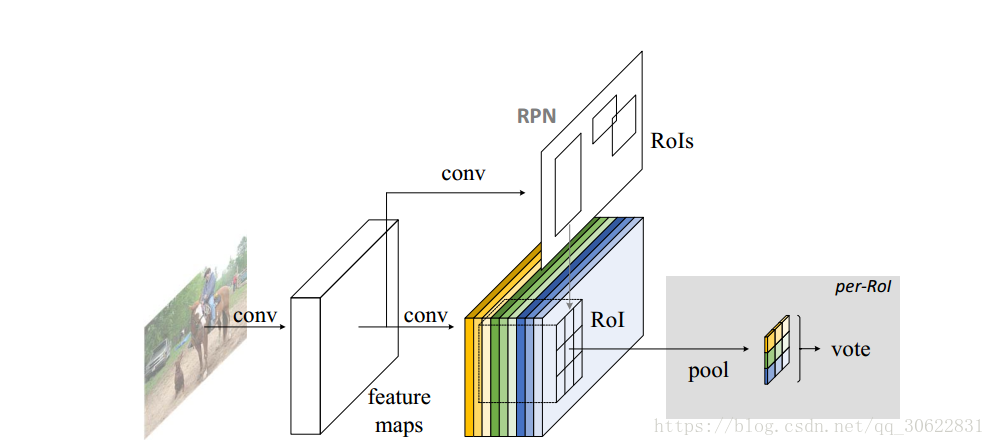 RPN
RoIs
conv
conv
conv
feature
maps
RoI
per-RoI
pool
vote
https://blog.csdn.net/qq_30622831